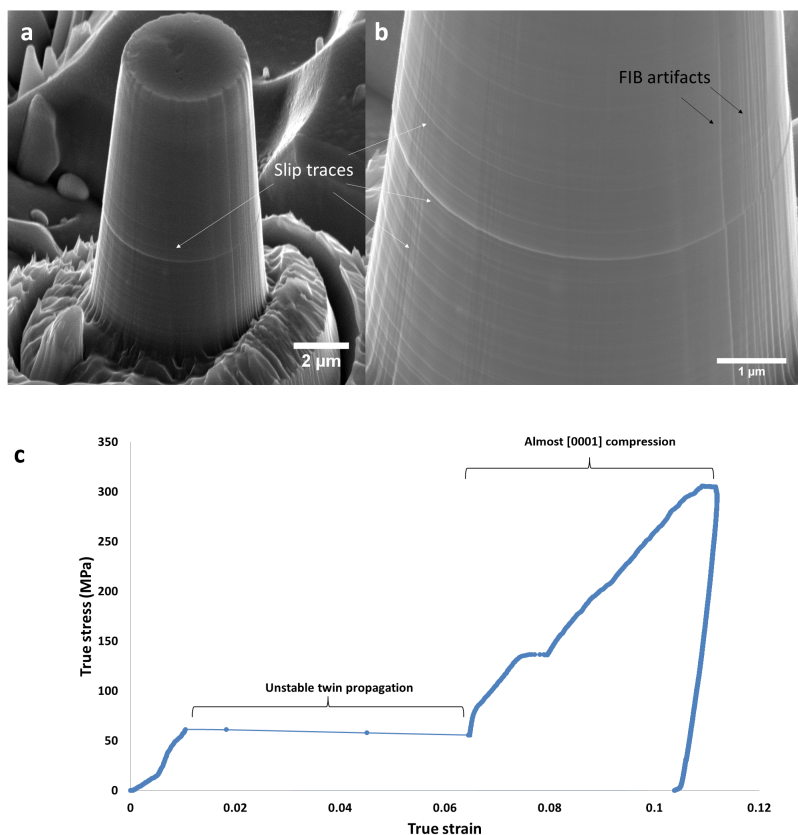 a
b
FIB artifacts
Slip traces
2 µm
1 µm
c
Almost [0001] compression
Unstable twin propagation
350
300
250
200
150
100
50
0
True stress (MPa)
0
0.02
0.04
0.06
0.08
0.1
0.12
True strain